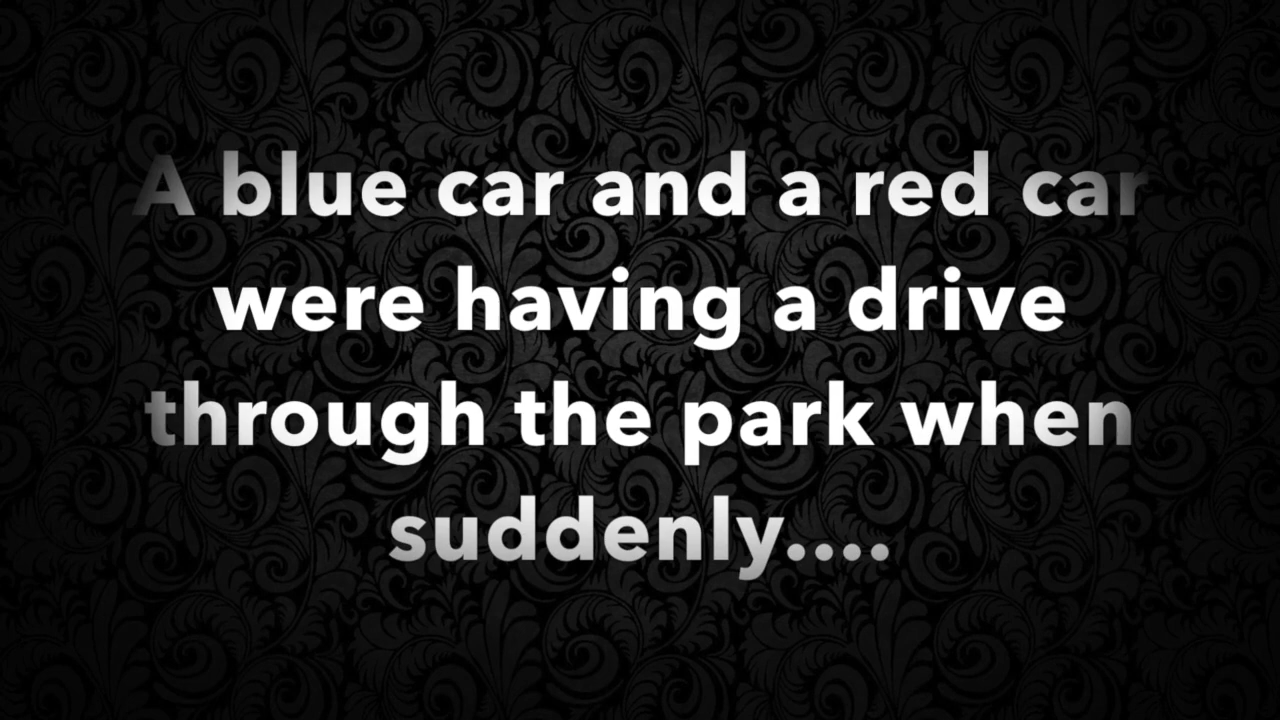 A blue car and a red car
were having a drive
through the park when
suddenly....